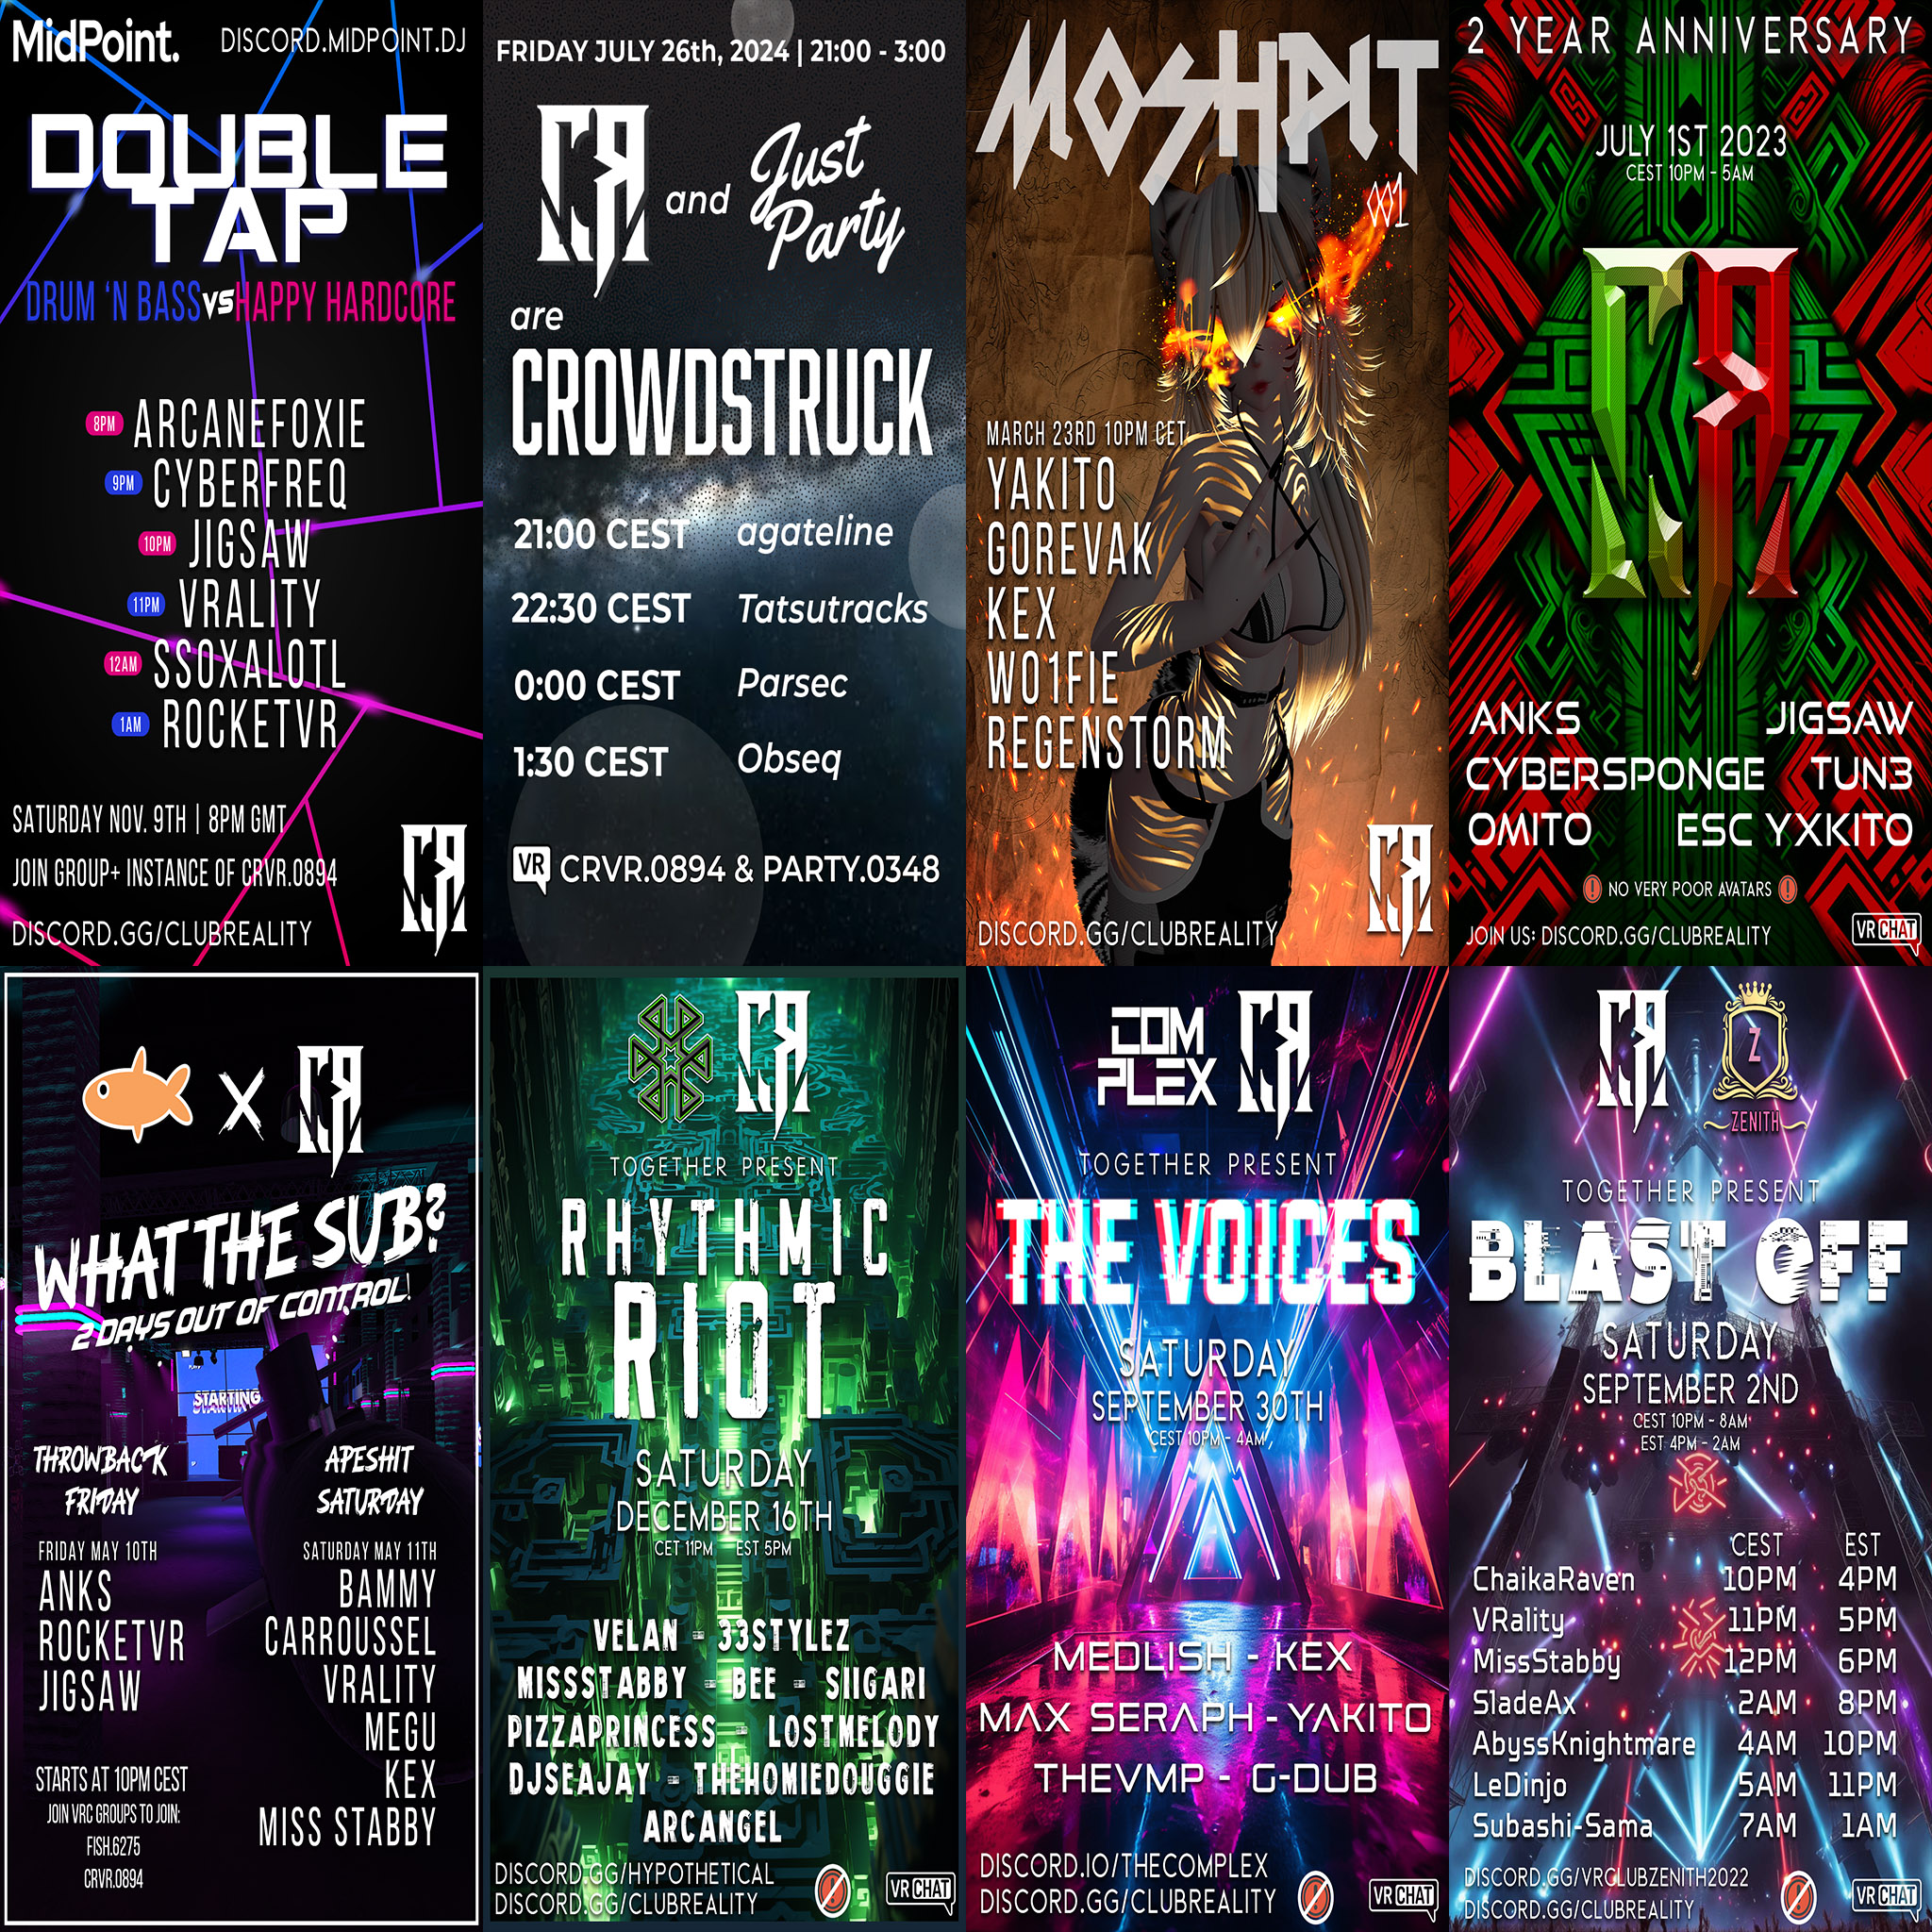 MidPoint.
DISCORD.MIDPOINT.DJ
DOUBLE
TAP
DRUM 'N BASS VS HAPPY HARDCORE
8PM ARCANEFOXIE
9PM CYBERFREQ
10PM JIGSAW
11PM VRALITY
12AM SSOXALOTL
1AM ROCKETVR
SATURDAY NOV. 9TH | 8PM GMT
JOIN GROUP+ INSTANCE OF CRVR.0894
DISCORD.GG/CLUBREALITY
CR
FRIDAY JULY 26th, 2024 | 21:00 - 3:00
CR and Just Party
are
CROWDSTRUCK
21:00 CEST agateline
22:30 CEST Tatsutracks
0:00 CEST Parsec
1:30 CEST Obseq
VR CRVR.0894 & PARTY.0348
MOSHPIT
001
MARCH 23RD 10PM CET
YAKITO
GOREVAK
KEX
WO1FIE
REGENSTORM
DISCORD.GG/CLUBREALITY
CR
2 YEAR ANNIVERSARY
JULY 1ST 2023
CEST 10PM - 5AM
CR
ANKS JIGSAW
CYBERSPONGE TUN3
OMITO ESC YXKITO
NO VERY POOR AVATARS
JOIN US: DISCORD.GG/CLUBREALITY
VRCHAT
X CR
WHAT THE SUB?
2 DAYS OUT OF CONTROL!
STARTING
THROWBACK
FRIDAY
FRIDAY MAY 10TH
ANKS
ROCKETVR
JIGSAW
STARTS AT 10PM CEST
JOIN VRC GROUPS TO JOIN:
FISH.6275
CRVR.0894
APESHIT
SATURDAY
SATURDAY MAY 11TH
BAMMY
CARROUSSEL
VRALITY
MEGU
KEX
MISS STABBY
CR
TOGETHER PRESENT
RHYTHMIC
RIOT
SATURDAY
DECEMBER 16TH
CET 11PM EST 5PM
VELAN - 33STYLEZ
MISSSTABBY - BEE - SIIGARI
PIZZAPRINCESS - LOSTMELODY
DJSEAJAY - THEHOMIEDOUGGIE
ARCANGEL
DISCORD.GG/HYPOTHETICAL
DISCORD.GG/CLUBREALITY
VRCHAT
COMPLEX CR
TOGETHER PRESENT
THE VOICES
SATURDAY
SEPTEMBER 30TH
CEST 10PM - 4AM
MEDLISH - KEX
MAX SERAPH - YAKITO
THEVMP - G-DUB
DISCORD.IO/THECOMPLEX
DISCORD.GG/CLUBREALITY
VRCHAT
CR Z
ZENITH
TOGETHER PRESENT
BLAST OFF
SATURDAY
SEPTEMBER 2ND
CEST 10PM - 8AM
EST 4PM - 2AM
CEST EST
ChaikaRaven 10PM 4PM
VRality 11PM 5PM
MissStabby 12PM 6PM
SladeAx 2AM 8PM
AbyssKnightmare 4AM 10PM
LeDinjo 5AM 11PM
Subashi-Sama 7AM 1AM
DISCORD.GG/VRCLUBZENITH2022
DISCORD.GG/CLUBREALITY
VRCHAT